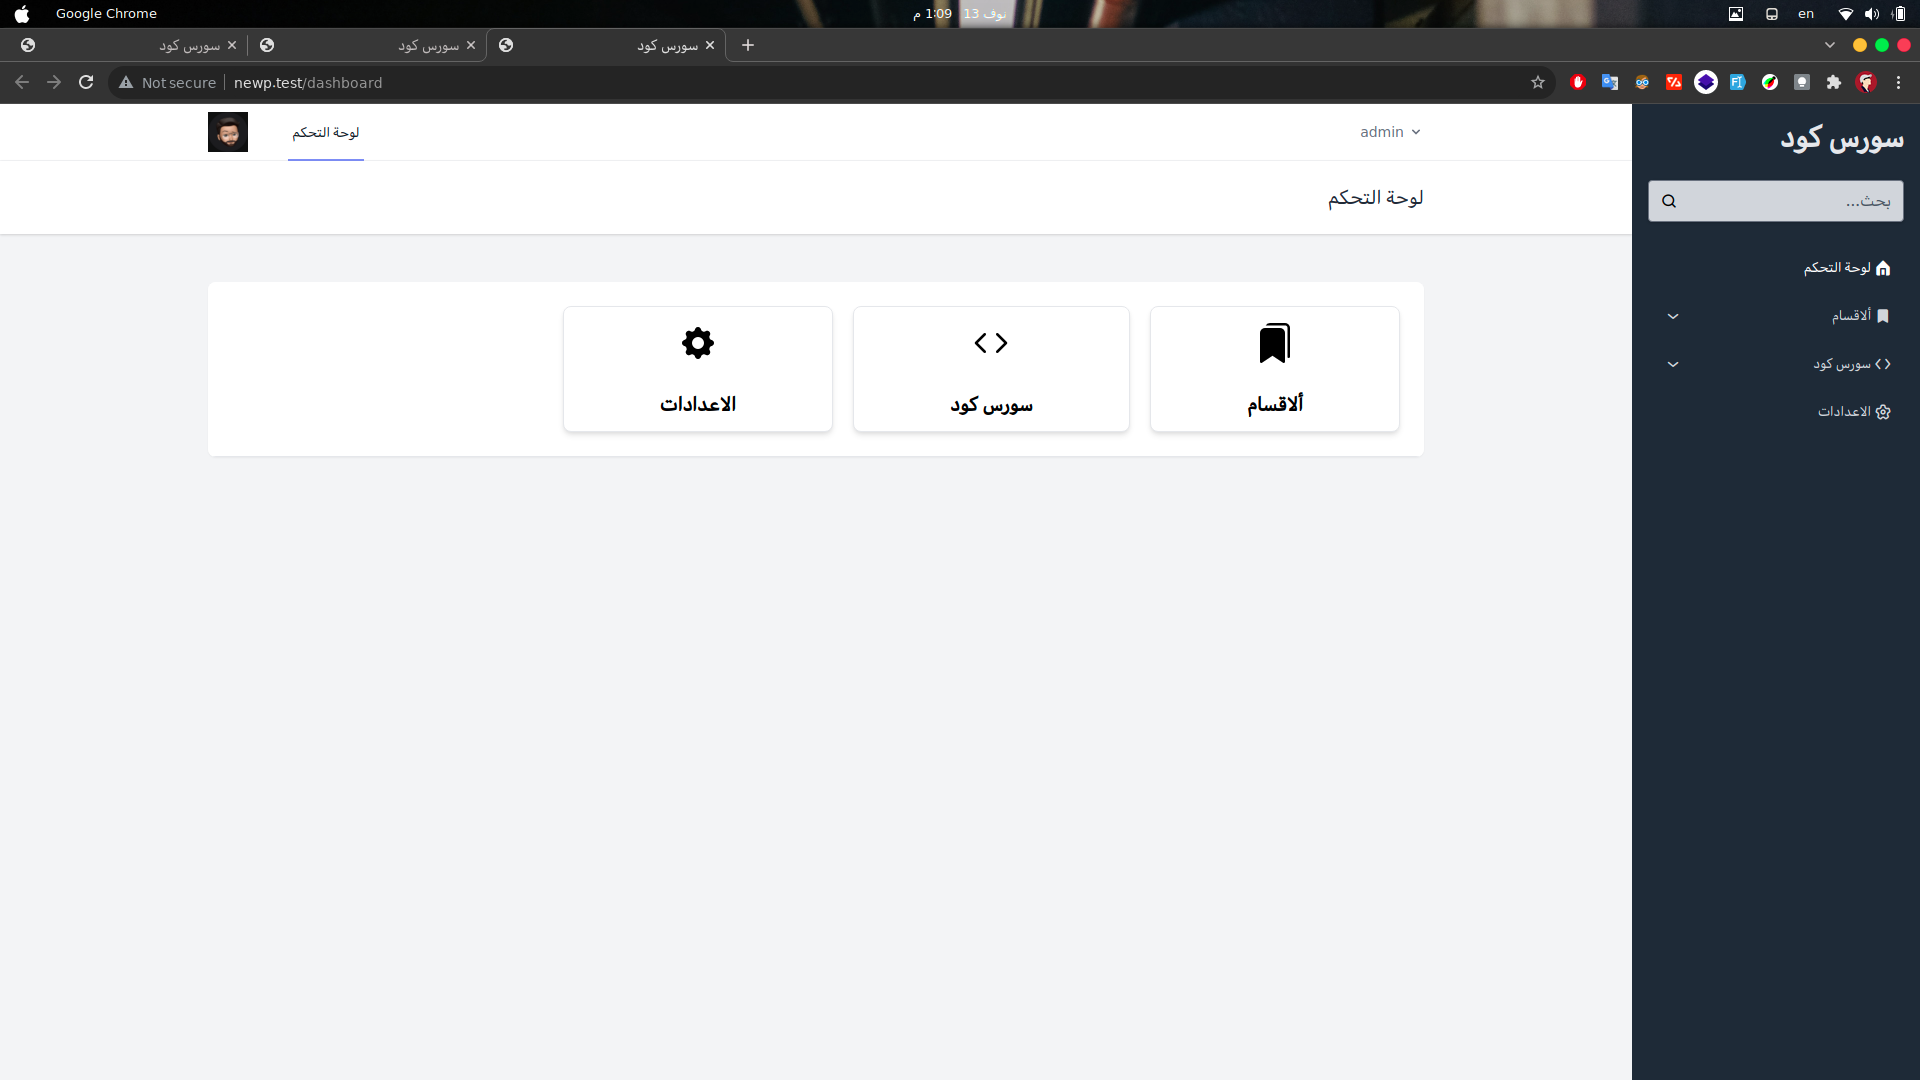 Google Chrome
نوف 13 1:09 م
en
سورس كود
سورس كود
سورس كود
Not secure
newp.test/dashboard
سورس كود
بحث...
لوحة التحكم
ألاقسام
سورس كود
الاعدادات
admin
لوحة التحكم
لوحة التحكم
ألاقسام
سورس كود
الاعدادات